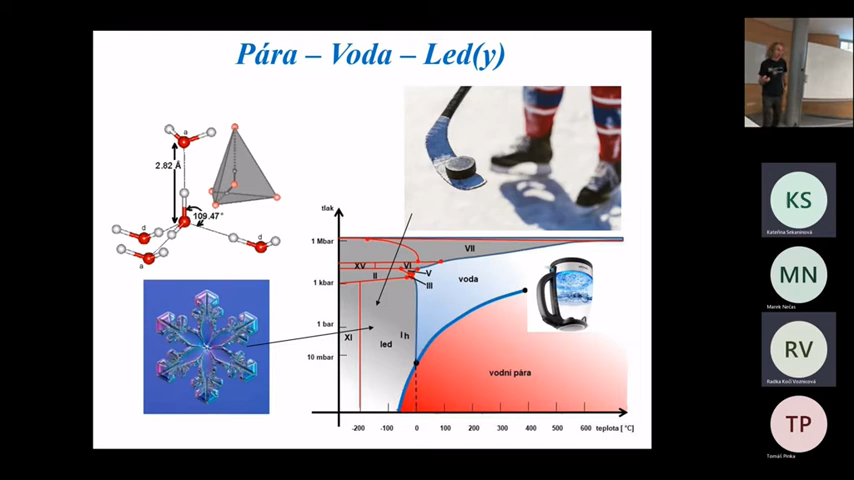 Pára – Voda – Led(y)
a
2.82 Å
109.47°
d
d
a
tlak
1 Mbar
VII
XV
VI
V
II
voda
1 kbar
III
1 bar
XI
I h
led
10 mbar
vodní pára
-200
-100
0
100
200
300
400
500
600
teplota [°C]
KS
Kateřina Sekaninová
MN
Marek Nečas
RV
Radka Kočí Voznicová
TP
Tomáš Pinka